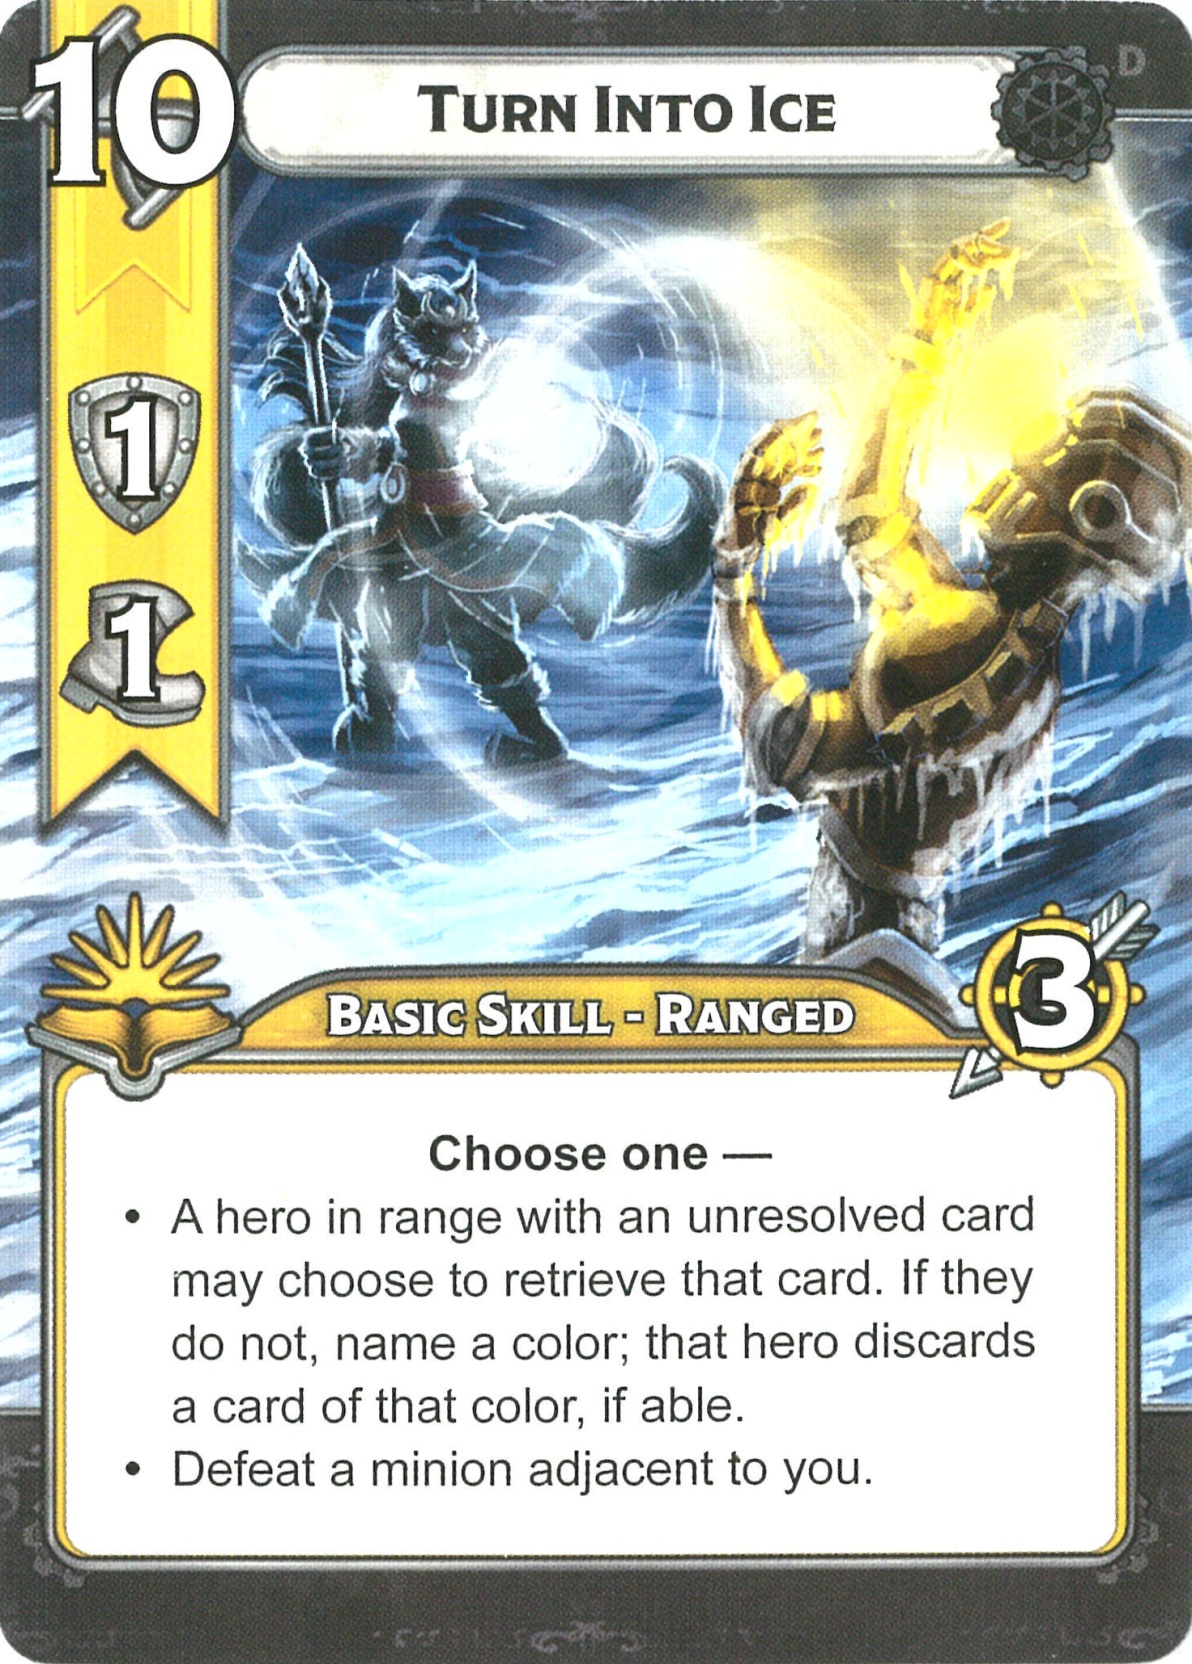 10
TURN INTO ICE
D
1
1
BASIC SKILL - RANGED
3
Choose one —
• A hero in range with an unresolved card
may choose to retrieve that card. If they
do not, name a color; that hero discards
a card of that color, if able.
• Defeat a minion adjacent to you.